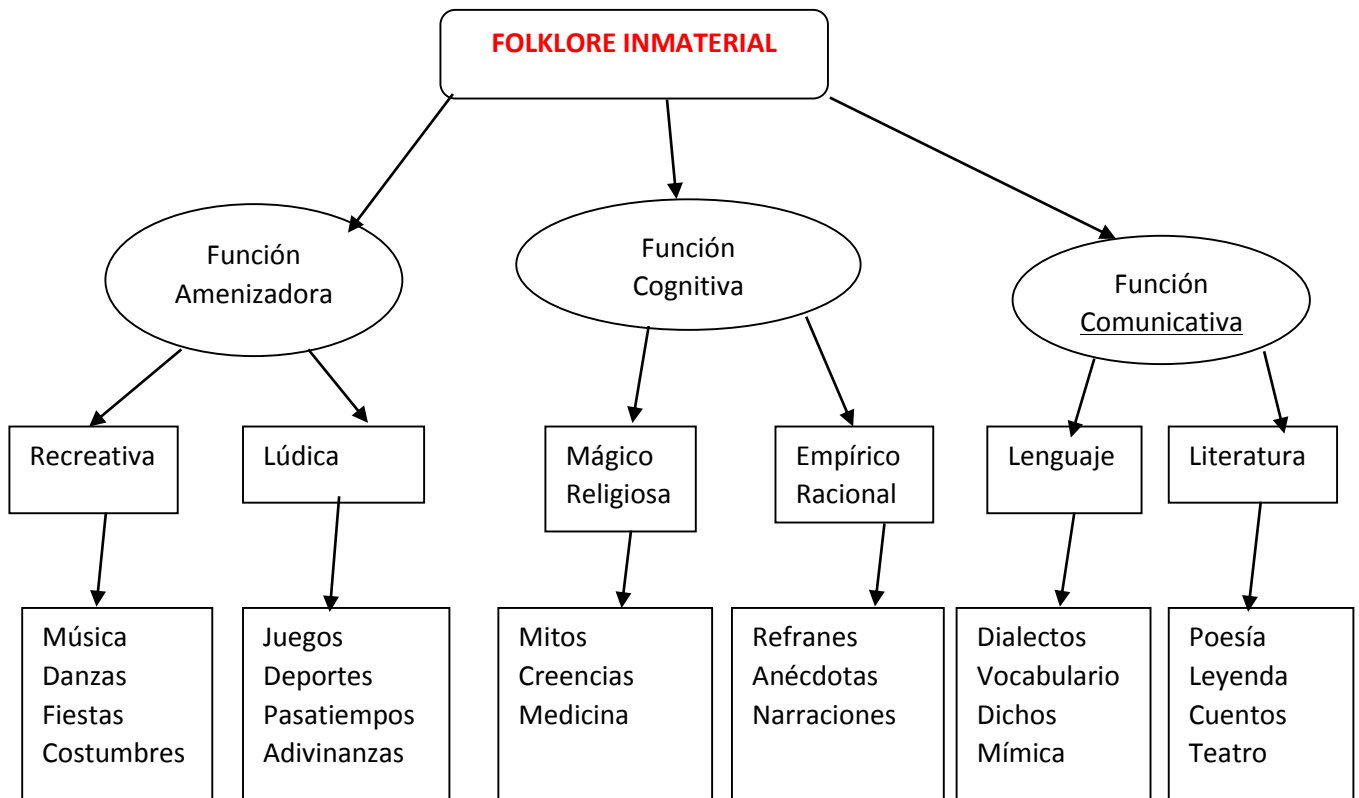 FOLKLORE INMATERIAL
Función
Amenizadora
Función
Cognitiva
Función
Comunicativa
Recreativa
Lúdica
Mágico
Religiosa
Empírico
Racional
Lenguaje
Literatura
Música
Danzas
Fiestas
Costumbres
Juegos
Deportes
Pasatiempos
Adivinanzas
Mitos
Creencias
Medicina
Refranes
Anécdotas
Narraciones
Dialectos
Vocabulario
Dichos
Mímica
Poesía
Leyenda
Cuentos
Teatro